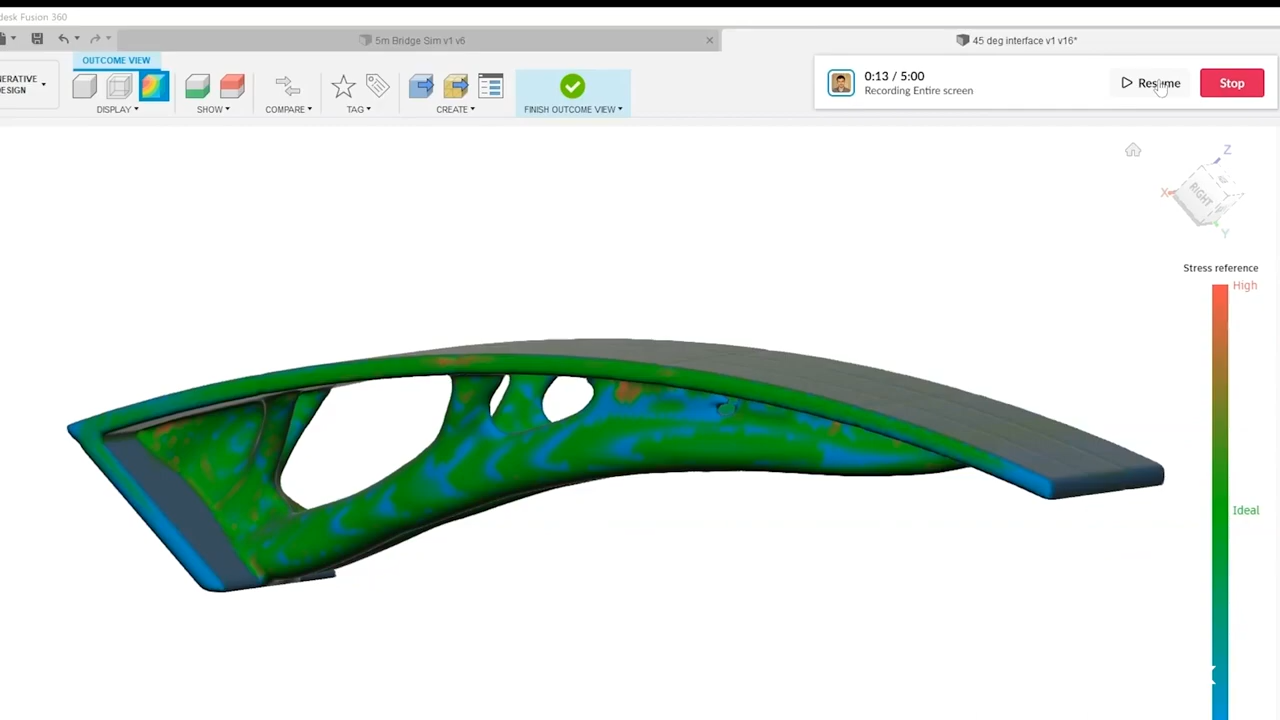 desk Fusion 360
5m Bridge Sim v1 v6
45 deg interface v1 v16*
OUTCOME VIEW
NERATIVE
DESIGN
DISPLAY
SHOW
COMPARE
TAG
CREATE
FINISH OUTCOME VIEW
0:13 / 5:00
Recording Entire screen
Resume
Stop
Z
X
RIGHT
Y
Stress reference
High
Ideal